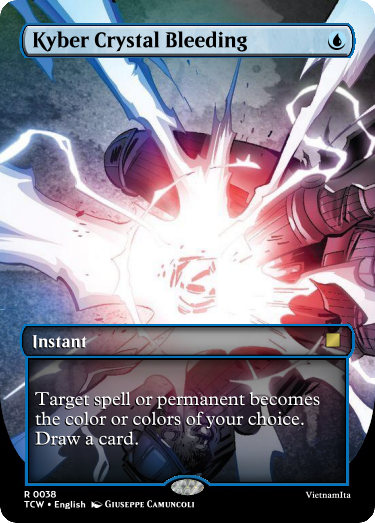 Kyber Crystal Bleeding
Instant
Target spell or permanent becomes
the color or colors of your choice.
Draw a card.
R 0038
TCW • English GIUSEPPE CAMUNCOLI
VietnamIta